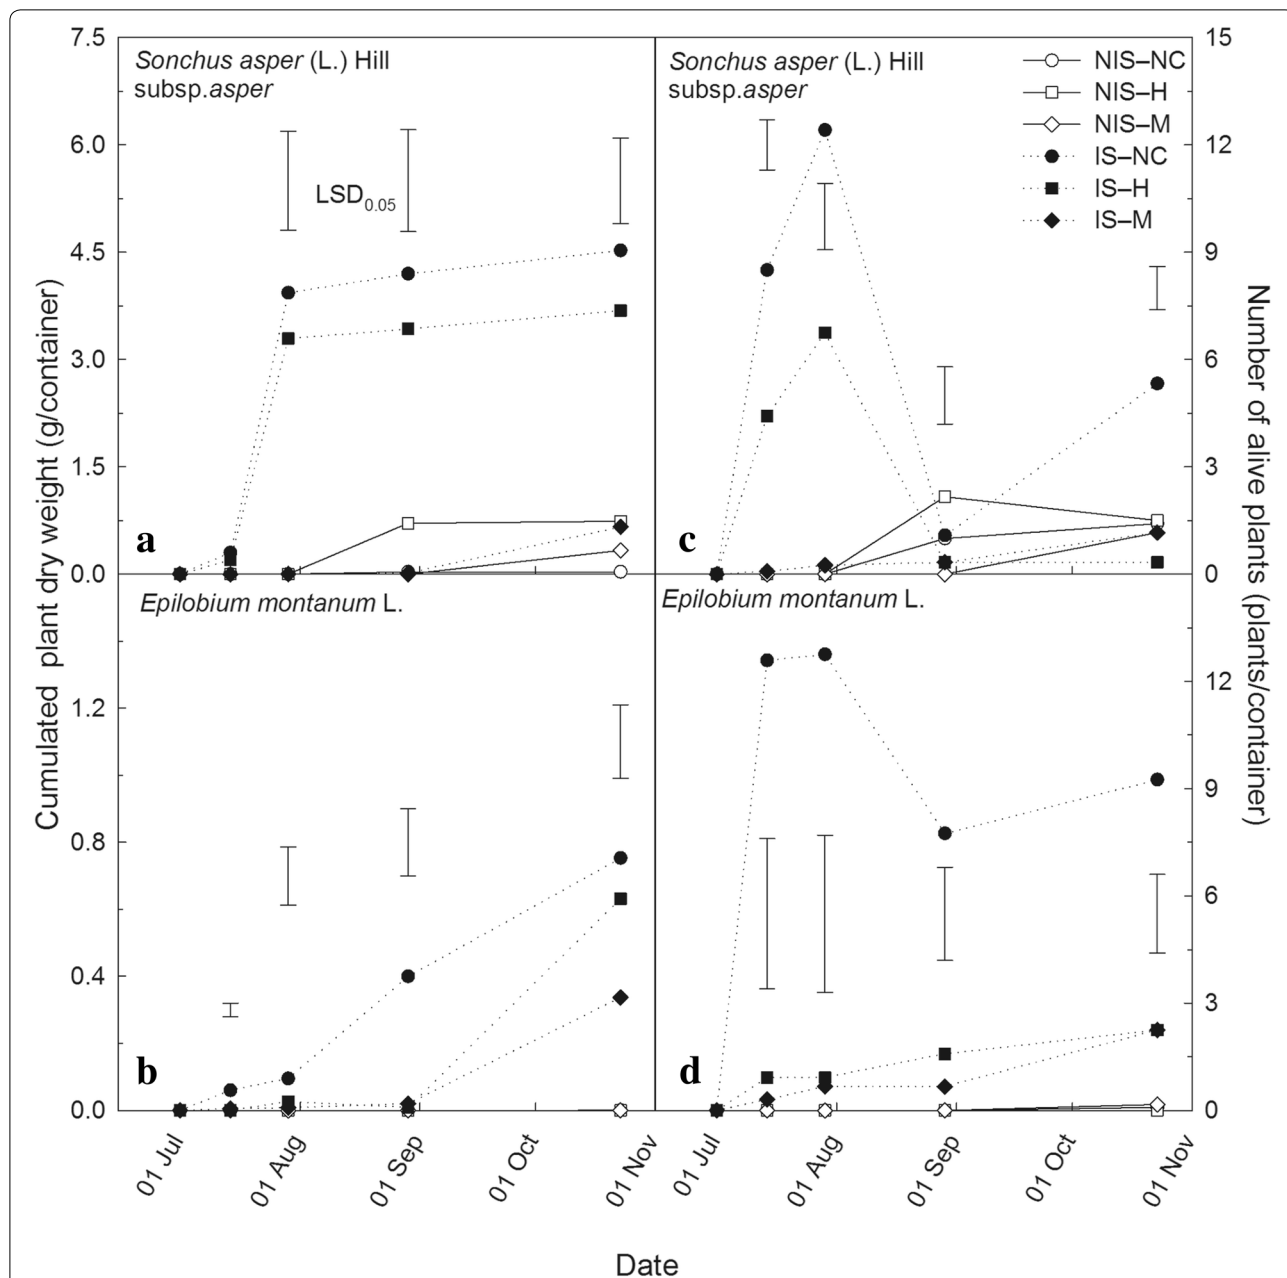 7.5
6.0
4.5
3.0
1.5
0.0
1.2
0.8
0.4
0.0
Cumulated plant dry weight (g/container)
Sonchus asper (L.) Hill
subsp.asper
LSD0.05
a
Epilobium montanum L.
b
Sonchus asper (L.) Hill
subsp.asper
NIS–NC
NIS–H
NIS–M
IS–NC
IS–H
IS–M
c
Epilobium montanum L.
d
15
12
9
6
3
0
12
9
6
3
0
Number of alive plants (plants/container)
01 Jul
01 Aug
01 Sep
01 Oct
01 Nov
01 Jul
01 Aug
01 Sep
01 Oct
01 Nov
Date